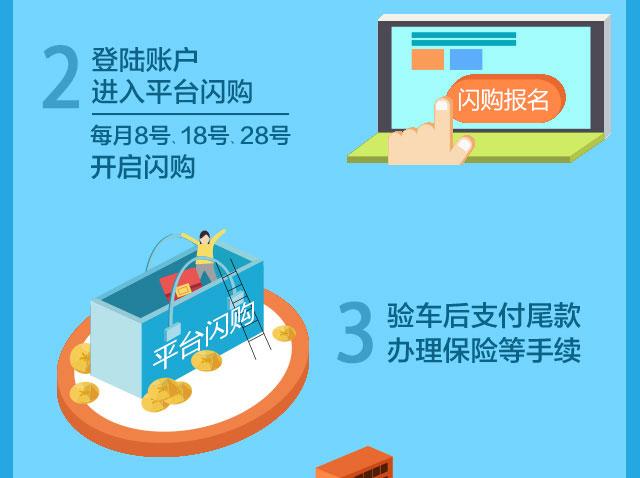 2
登陆账户
进入平台闪购
每月8号、18号、28号
开启闪购
闪购报名
平台闪购
3
验车后支付尾款
办理保险等手续